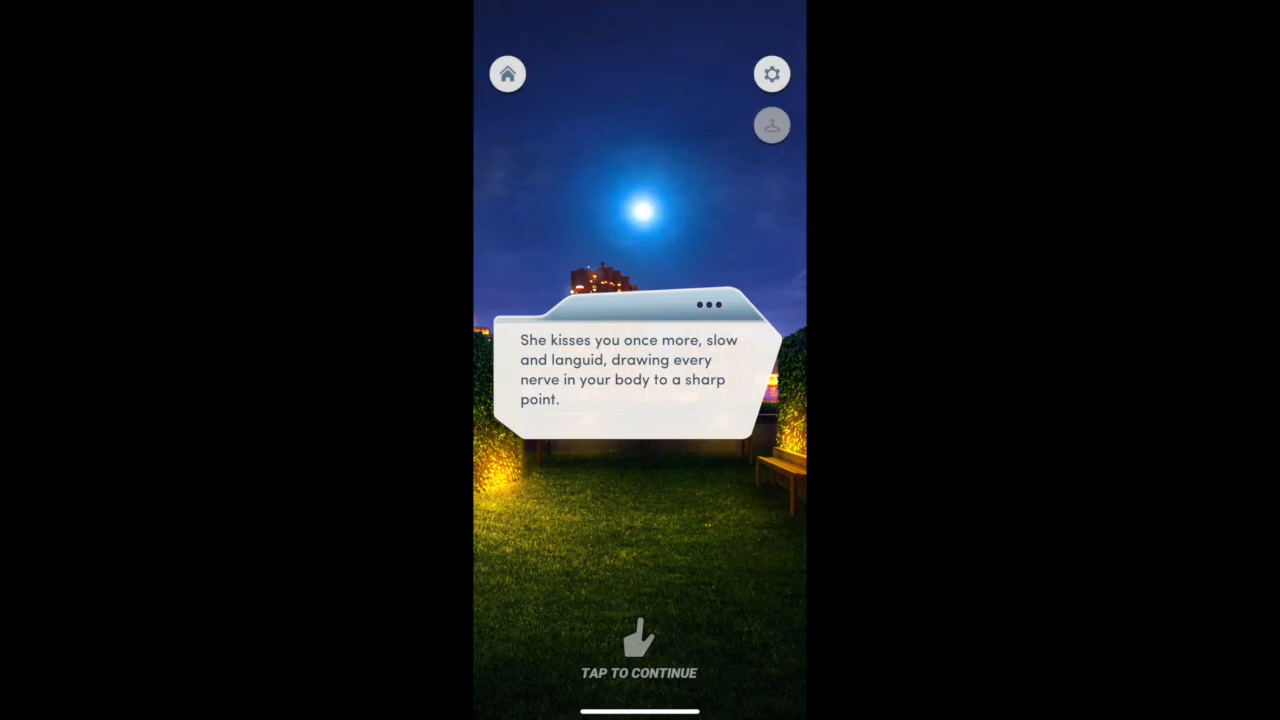 She kisses you once more, slow
and languid, drawing every
nerve in your body to a sharp
point.
TAP TO CONTINUE